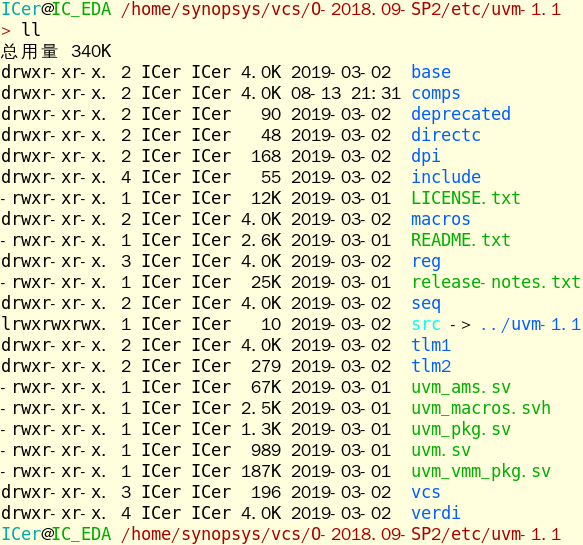 ICer@IC_EDA /home/synopsys/vcs/O-2018.09-SP2/etc/uvm-1.1
> ll
总用量 340K
drwxr-xr-x. 2 ICer ICer 4.0K 2019-03-02 base
drwxr-xr-x. 2 ICer ICer 4.0K 08-13 21:31 comps
drwxr-xr-x. 2 ICer ICer 90 2019-03-02 deprecated
drwxr-xr-x. 2 ICer ICer 48 2019-03-02 directc
drwxr-xr-x. 2 ICer ICer 168 2019-03-02 dpi
drwxr-xr-x. 4 ICer ICer 55 2019-03-02 include
-rwxr-xr-x. 1 ICer ICer 12K 2019-03-01 LICENSE.txt
drwxr-xr-x. 2 ICer ICer 4.0K 2019-03-02 macros
-rwxr-xr-x. 1 ICer ICer 2.6K 2019-03-01 README.txt
drwxr-xr-x. 3 ICer ICer 4.0K 2019-03-02 reg
-rwxr-xr-x. 1 ICer ICer 25K 2019-03-01 release-notes.txt
drwxr-xr-x. 2 ICer ICer 4.0K 2019-03-02 seq
lrwxrwxrwx. 1 ICer ICer 10 2019-03-02 src -> ../uvm-1.1
drwxr-xr-x. 2 ICer ICer 4.0K 2019-03-02 tlm1
drwxr-xr-x. 2 ICer ICer 279 2019-03-02 tlm2
-rwxr-xr-x. 1 ICer ICer 67K 2019-03-01 uvm_ams.sv
-rwxr-xr-x. 1 ICer ICer 2.5K 2019-03-01 uvm_macros.svh
-rwxr-xr-x. 1 ICer ICer 1.3K 2019-03-01 uvm_pkg.sv
-rwxr-xr-x. 1 ICer ICer 989 2019-03-01 uvm.sv
-rwxr-xr-x. 1 ICer ICer 187K 2019-03-01 uvm_vmm_pkg.sv
drwxr-xr-x. 3 ICer ICer 196 2019-03-02 vcs
drwxr-xr-x. 4 ICer ICer 4.0K 2019-03-02 verdi
ICer@IC_EDA /home/synopsys/vcs/O-2018.09-SP2/etc/uvm-1.1